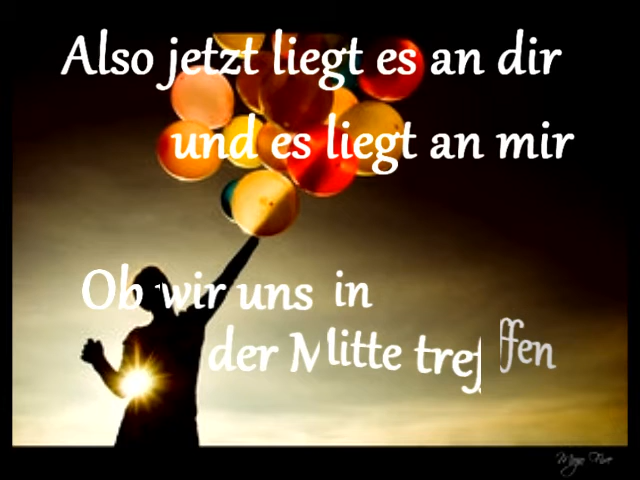 Also jetzt liegt es an dir
und es liegt an mir
Ob wir uns in
der Mitte treffen